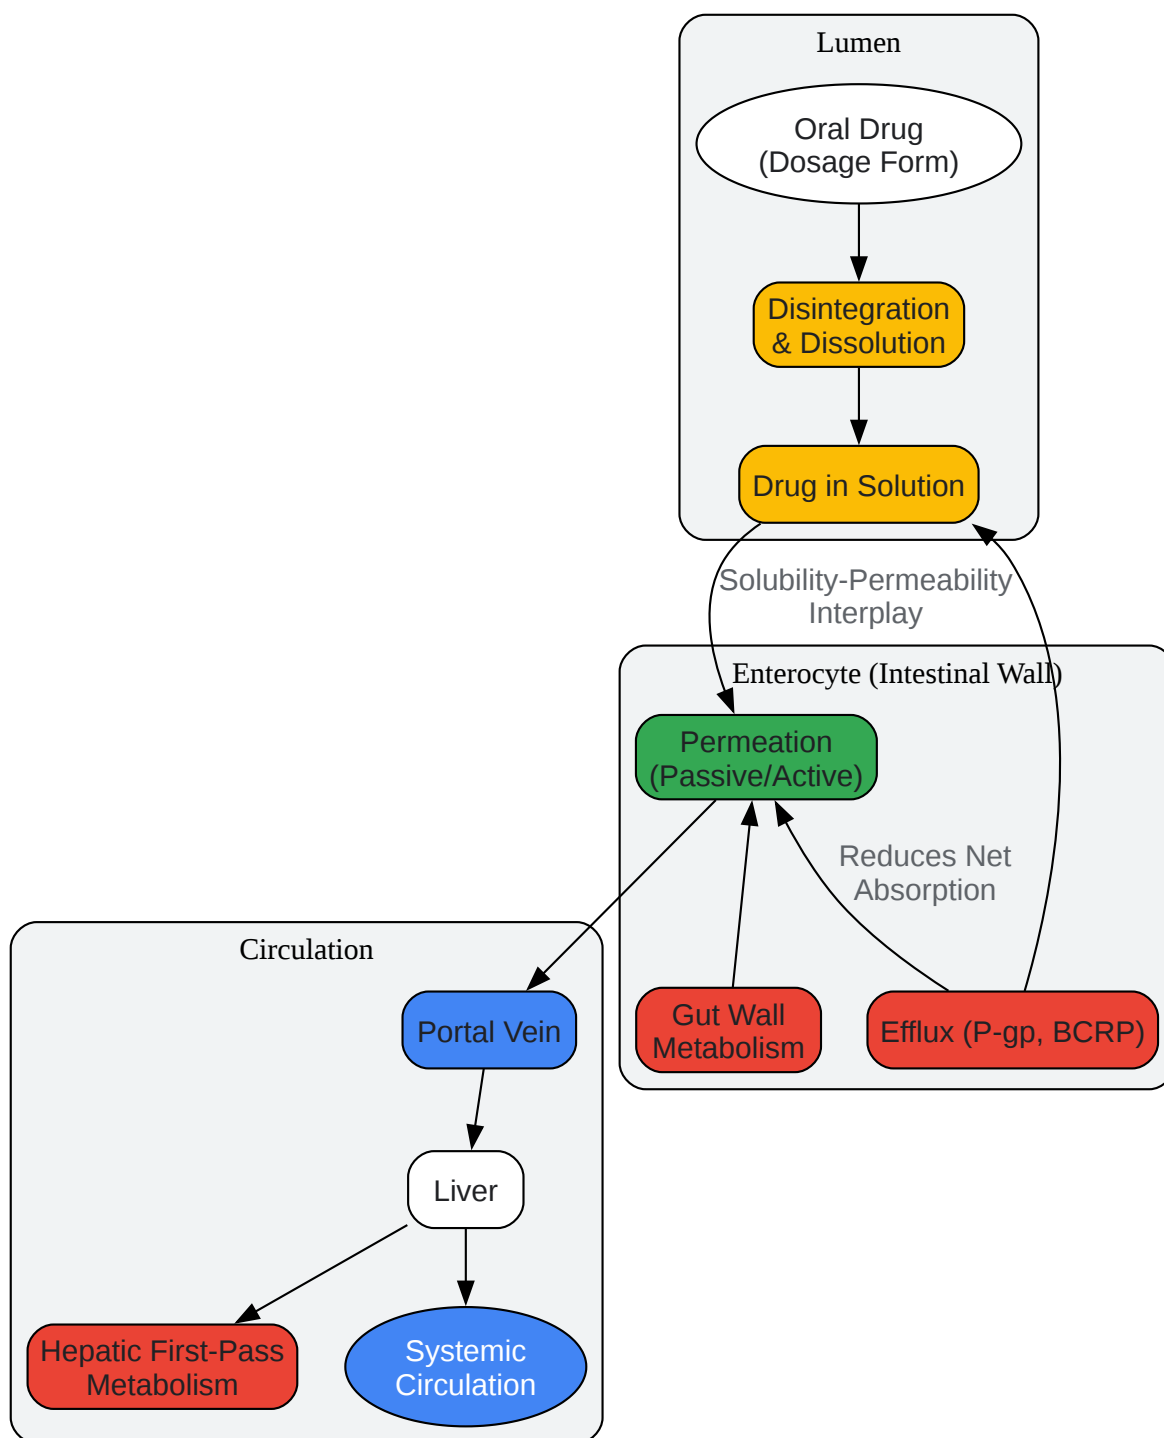 Lumen
Oral Drug
(Dosage Form)
Disintegration
& Dissolution
Drug in Solution
Solubility-Permeability
Interplay
Enterocyte (Intestinal Wall)
Permeation
(Passive/Active)
Reduces Net
Absorption
Gut Wall
Metabolism
Efflux (P-gp, BCRP)
Circulation
Portal Vein
Liver
Hepatic First-Pass
Metabolism
Systemic
Circulation